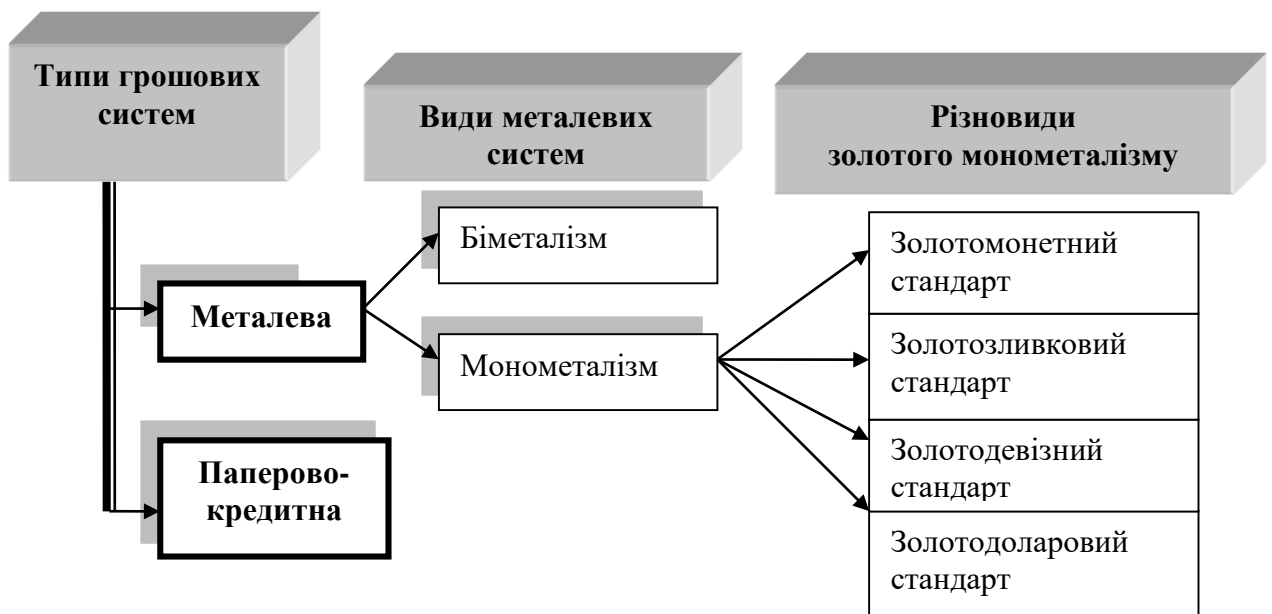 Типи грошових
систем
Види металевих
систем
Різновиди
золотого монометалізму
Біметалізм
Металева
Монометалізм
Паперово-
кредитна
Золотомонетний
стандарт
Золотозливковий
стандарт
Золотодевізний
стандарт
Золотодоларовий
стандарт